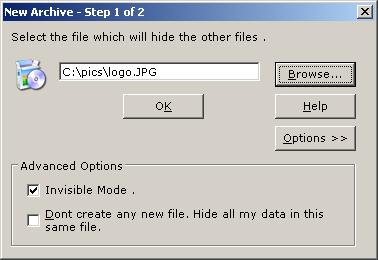 New Archive - Step 1 of 2
Select the file which will hide the other files .
C:\pics\logo.JPG
Browse...
OK
Help
Options >>
Advanced Options
Invisible Mode .
Dont create any new file. Hide all my data in this
same file.